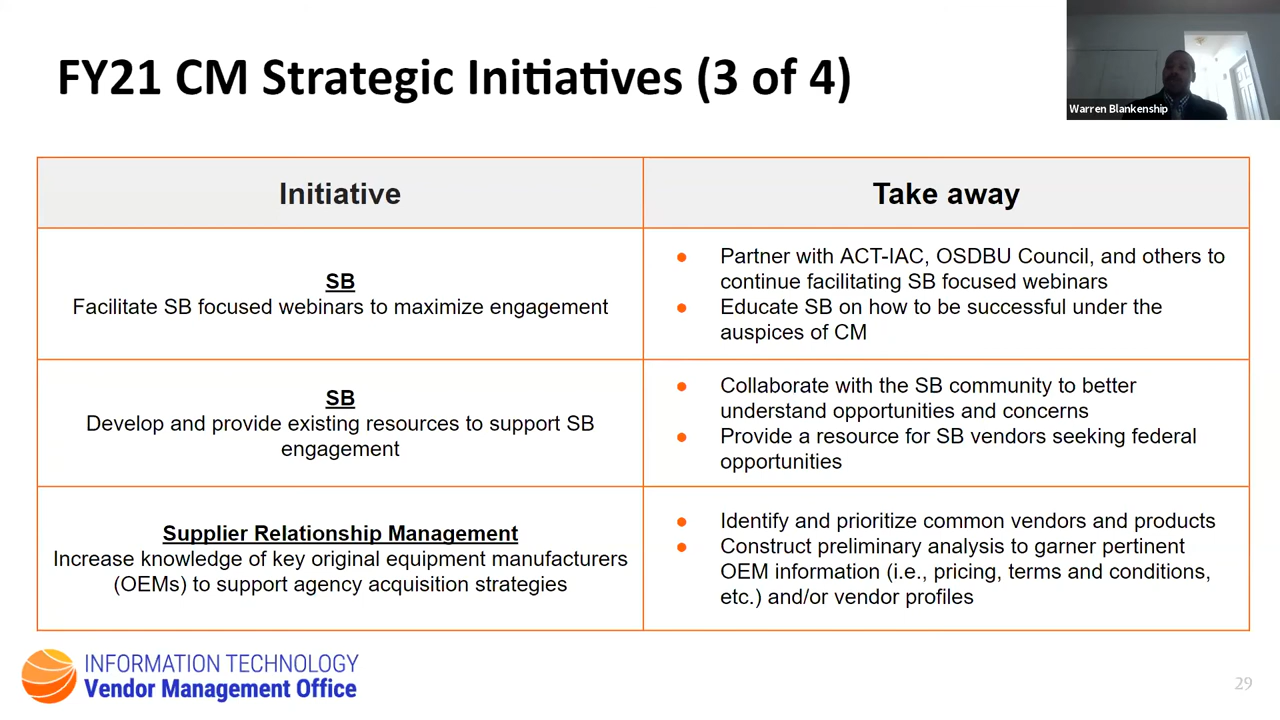 FY21 CM Strategic Initiatives (3 of 4)
Warren Blankenship
Initiative
Take away
SB
Facilitate SB focused webinars to maximize engagement
● Partner with ACT-IAC, OSDBU Council, and others to
continue facilitating SB focused webinars
● Educate SB on how to be successful under the
auspices of CM
SB
Develop and provide existing resources to support SB
engagement
● Collaborate with the SB community to better
understand opportunities and concerns
● Provide a resource for SB vendors seeking federal
opportunities
Supplier Relationship Management
Increase knowledge of key original equipment manufacturers
(OEMs) to support agency acquisition strategies
● Identify and prioritize common vendors and products
● Construct preliminary analysis to garner pertinent
OEM information (i.e., pricing, terms and conditions,
etc.) and/or vendor profiles
INFORMATION TECHNOLOGY
Vendor Management Office
29